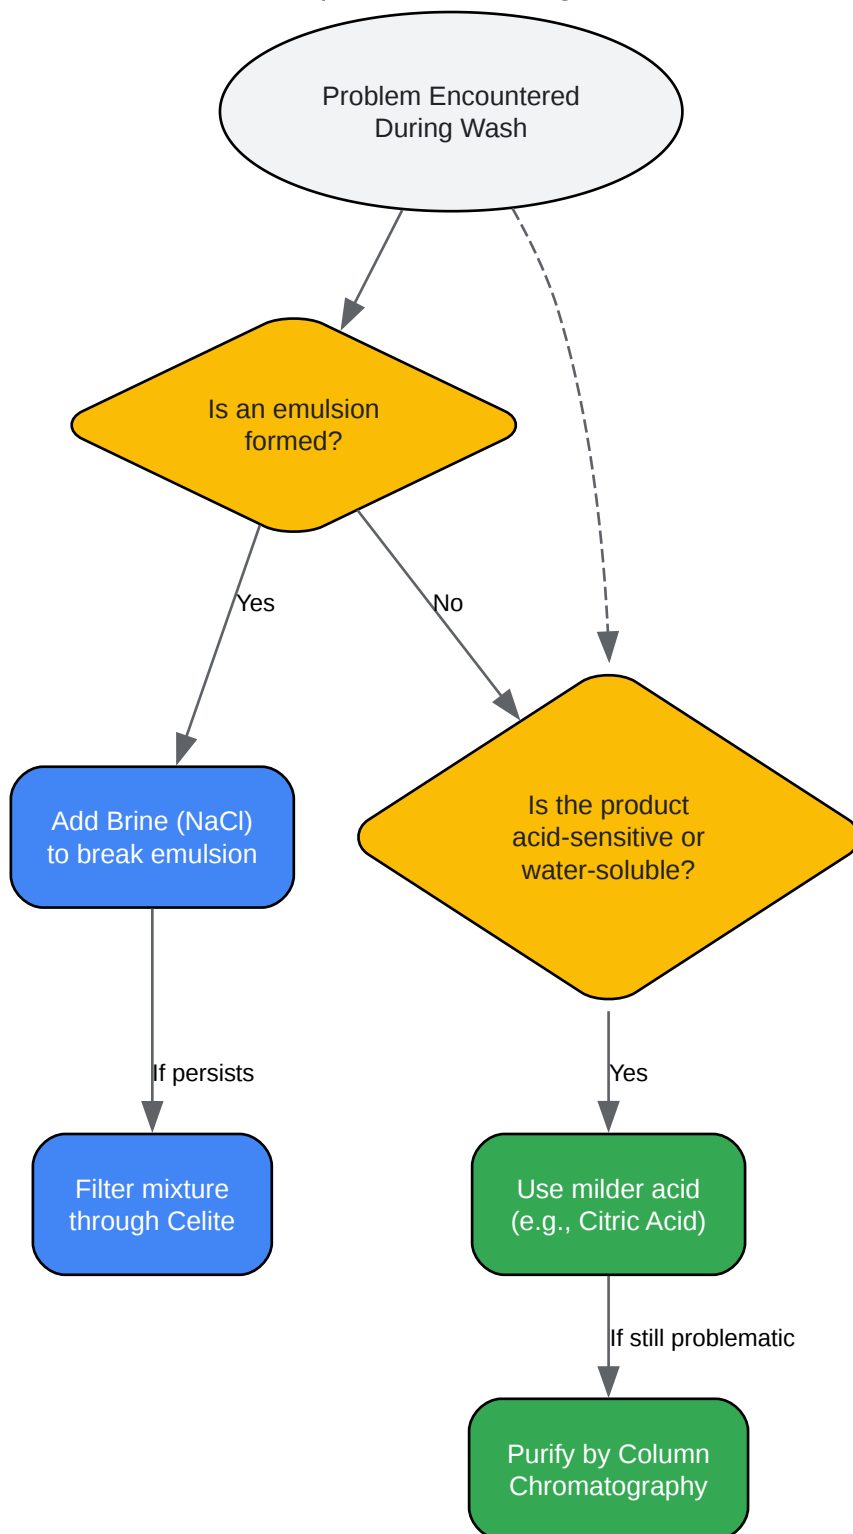 Problem Encountered
During Wash
Is an emulsion
formed?
Yes
No
Add Brine (NaCl)
to break emulsion
Is the product
acid-sensitive or
water-soluble?
If persists
Yes
Filter mixture
through Celite
Use milder acid
(e.g., Citric Acid)
If still problematic
Purify by Column
Chromatography